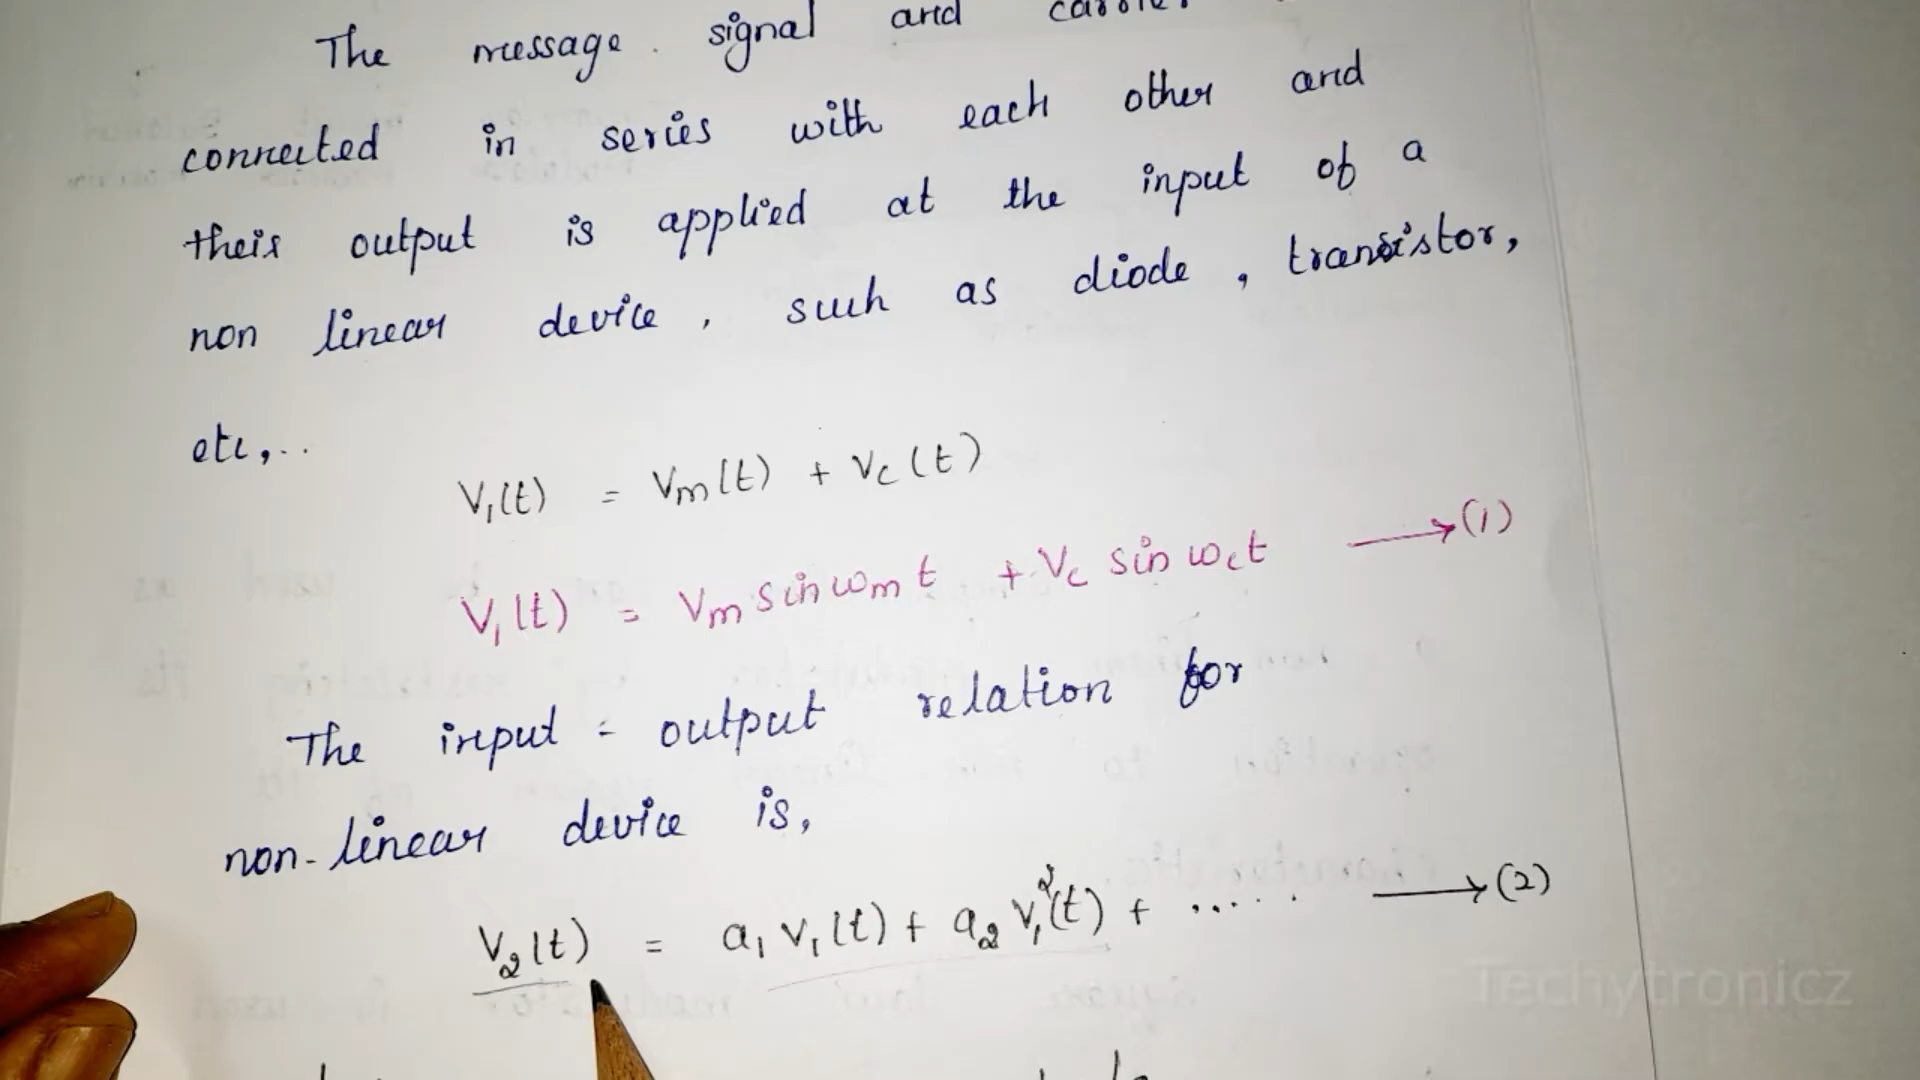 The message signal and
connected in series with each other and
their output is applied at the input of a
non linear device, such as diode, transistor,
etc,..
V₁(t) = Vm(t) + Vc(t)
V₁(t) = Vm sin ωm t + Vc sin ωct → (1)
The input - output relation for
non-linear device is,
V₂(t) = a₁ V₁(t) + a₂ V₁²(t) + ..... → (2)
Techytronicz